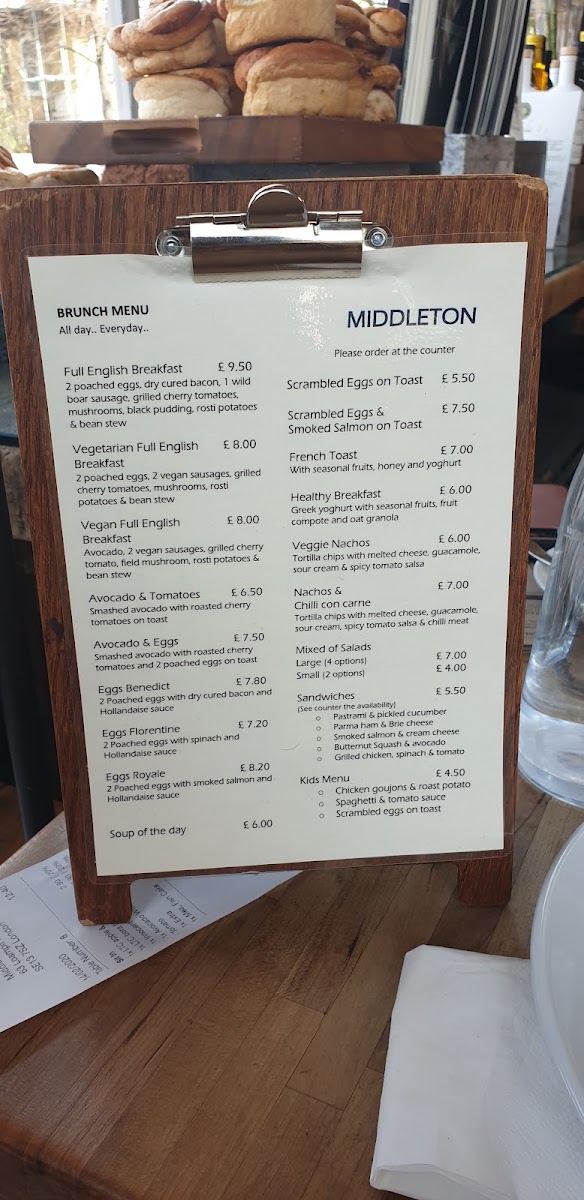 BRUNCH MENU
All day.. Everyday..
Full English Breakfast £ 9.50
2 poached eggs, dry cured bacon, 1 wild
boar sausage, grilled cherry tomatoes,
mushrooms, black pudding, rosti potatoes
& bean stew
Vegetarian Full English £ 8.00
Breakfast
2 poached eggs, 2 vegan sausages, grilled
cherry tomatoes, mushrooms, rosti
potatoes & bean stew
Vegan Full English £ 8.00
Breakfast
Avocado, 2 vegan sausages, grilled cherry
tomato, field mushroom, rosti potatoes &
bean stew
Avocado & Tomatoes £ 6.50
Smashed avocado with roasted cherry
tomatoes on toast
Avocado & Eggs £ 7.50
Smashed avocado with roasted cherry
tomatoes and 2 poached eggs on toast
Eggs Benedict £ 7.80
2 Poached eggs with dry cured bacon and
Hollandaise sauce
Eggs Florentine £ 7.20
2 Poached eggs with spinach and
Hollandaise sauce
Eggs Royale £ 8.20
2 Poached eggs with smoked salmon and
Hollandaise sauce
Soup of the day £ 6.00
MIDDLETON
Please order at the counter
Scrambled Eggs on Toast £ 5.50
Scrambled Eggs & £ 7.50
Smoked Salmon on Toast
French Toast £ 7.00
With seasonal fruits, honey and yoghurt
Healthy Breakfast £ 6.00
Greek yoghurt with seasonal fruits, fruit
compote and oat granola
Veggie Nachos £ 6.00
Tortilla chips with melted cheese, guacamole,
sour cream & spicy tomato salsa
Nachos & £ 7.00
Chilli con carne
Tortilla chips with melted cheese, guacamole,
sour cream, spicy tomato salsa & chilli meat
Mixed of Salads
Large (4 options) £ 7.00
Small (2 options) £ 4.00
Sandwiches £ 5.50
(See counter the availability)
o Pastrami & pickled cucumber
o Parma ham & Brie cheese
o Smoked salmon & cream cheese
o Butternut Squash & avocado
o Grilled chicken, spinach & tomato
Kids Menu £ 4.50
o Chicken goujons & roast potato
o Spaghetti & tomato sauce
o Scrambled eggs on toast
SE13 7SZ London
14/02/2020 12:40
Table Number 8